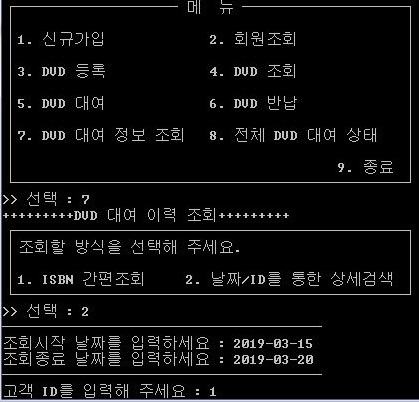 메 뉴
1. 신규가입 2. 회원조회
3. DVD 등록 4. DVD 조회
5. DVD 대여 6. DVD 반납
7. DVD 대여 정보 조회 8. 전체 DVD 대여 상태
9. 종료
>> 선택 : 7
+++++++++DVD 대여 이력 조회+++++++++
조회할 방식을 선택해 주세요.
1. ISBN 간편조회 2. 날짜/ID를 통한 상세검색
>> 선택 : 2
조회시작 날짜를 입력하세요 : 2019-03-15
조회종료 날짜를 입력하세요 : 2019-03-20
고객 ID를 입력해 주세요 : 1